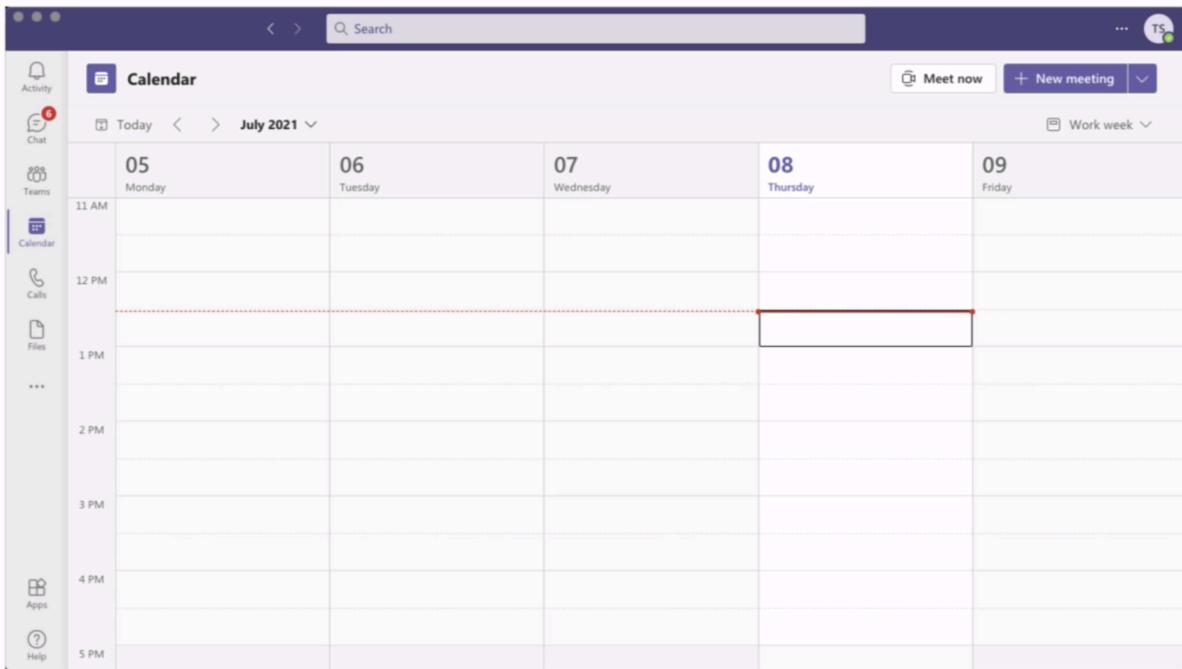 Search
TS
Activity
6
Chat
Teams
Calendar
Calls
Files
Apps
Help
Calendar
Meet now
New meeting
Today
July 2021
Work week
05
Monday
06
Tuesday
07
Wednesday
08
Thursday
09
Friday
11 AM
12 PM
1 PM
2 PM
3 PM
4 PM
5 PM